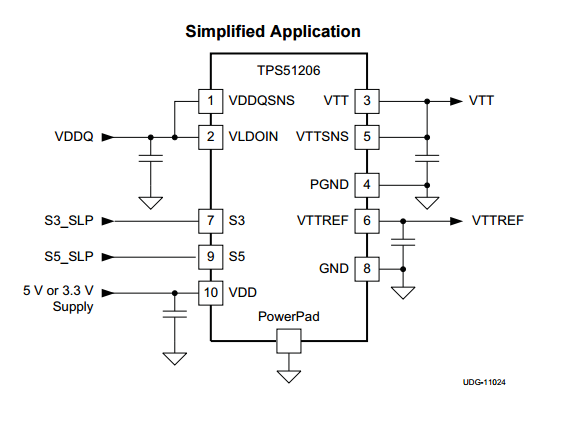 Simplified Application
TPS51206
1 VDDQSNS VTT 3 VTT
VDDQ 2 VLDOIN VTTSNS 5
PGND 4
S3_SLP 7 S3 VTTREF 6 VTTREF
S5_SLP 9 S5
GND 8
5 V or 3.3 V 10 VDD
Supply
PowerPad
UDG-11024